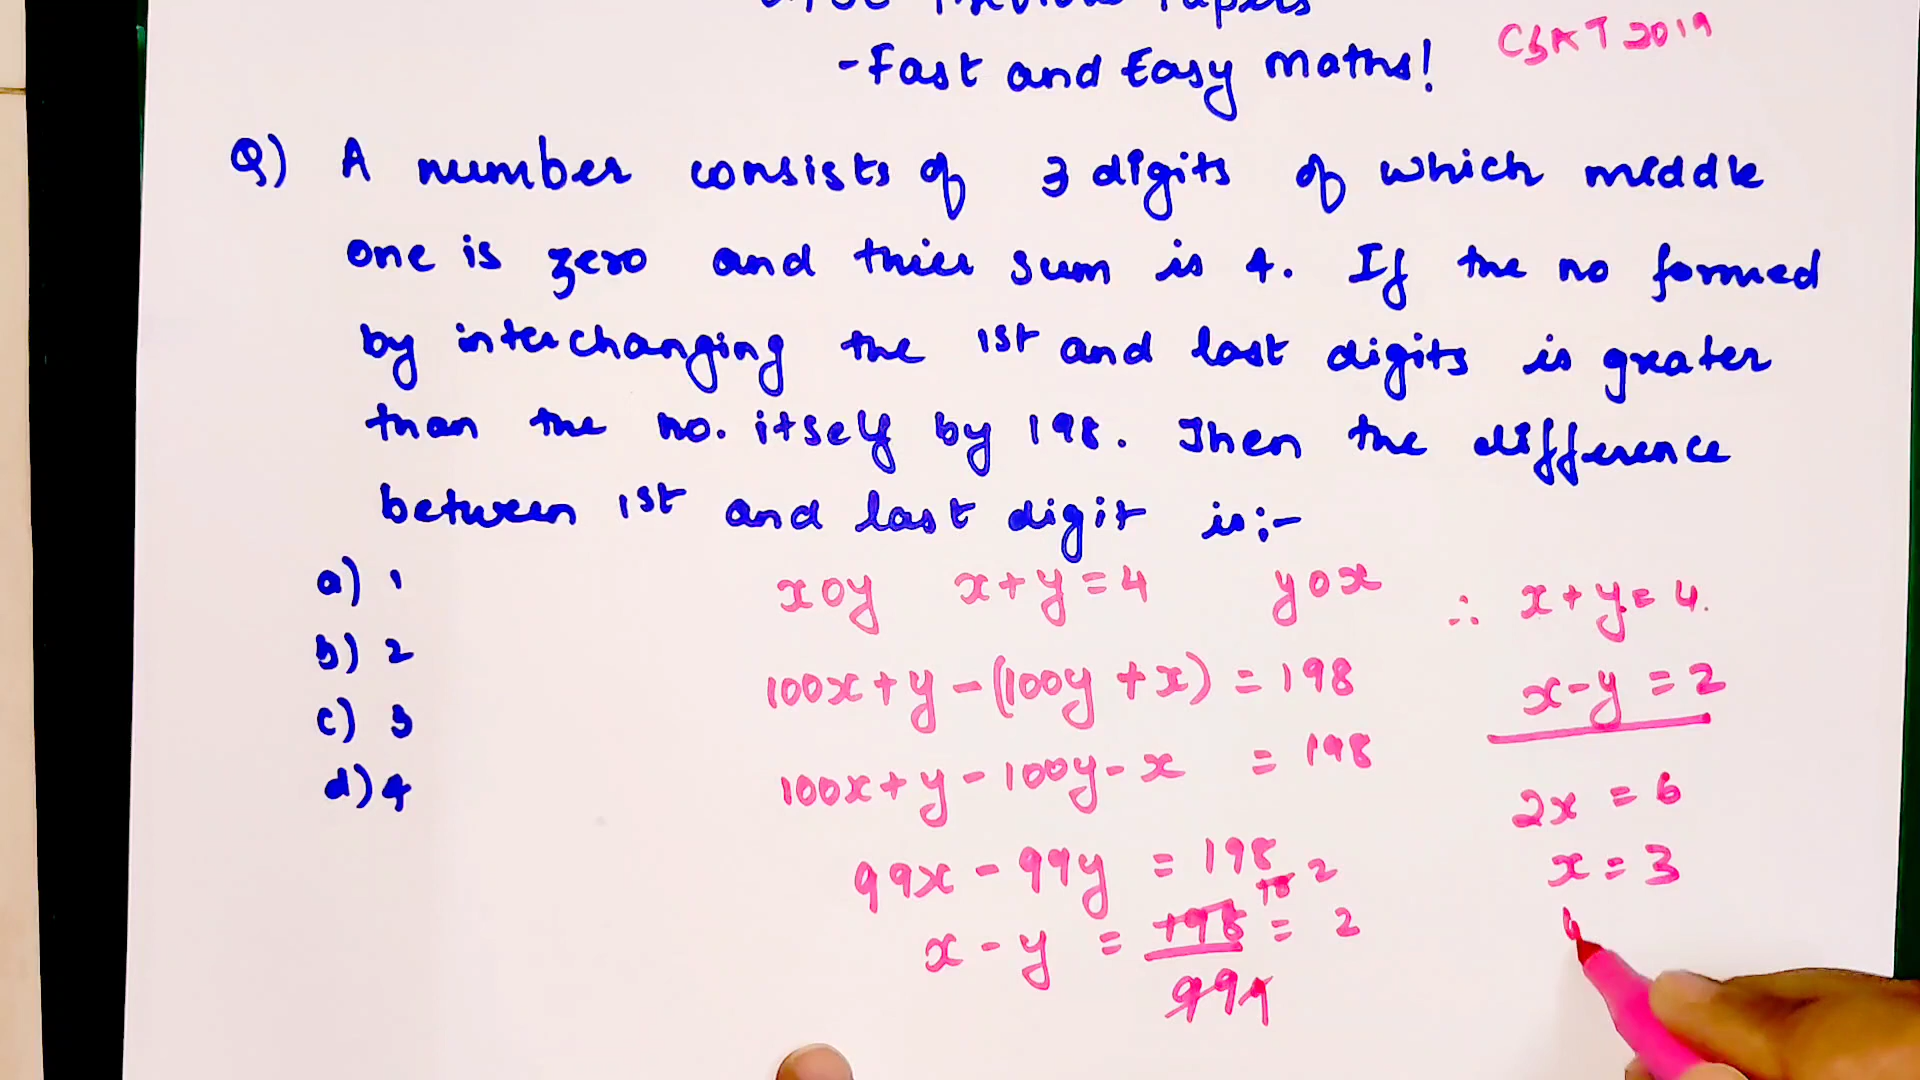 Previous Papers
- Fast and Easy Maths!
CSAT 2019
Q) A number consists of 3 digits of which middle
one is zero and their sum is 4. If the no formed
by interchanging the 1st and last digits is greater
than the no. itself by 198. Then the difference
between 1st and last digit is:-
a) 1
b) 2
c) 3
d) 4
x0y x+y=4 y0x
100x+y-(100y+x)=198
100x+y-100y-x =198
99x-99y =198
x-y = 198/99 = 2
∴ x+y=4.
x-y=2
2x=6
x=3